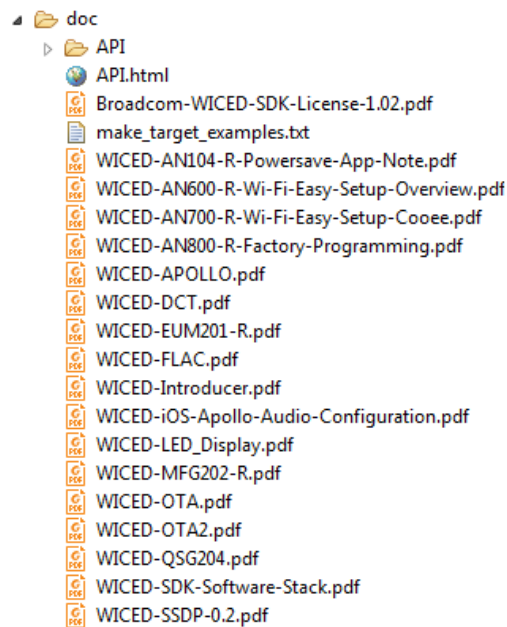 doc
API
API.html
Broadcom-WICED-SDK-License-1.02.pdf
make_target_examples.txt
WICED-AN104-R-Powersave-App-Note.pdf
WICED-AN600-R-Wi-Fi-Easy-Setup-Overview.pdf
WICED-AN700-R-Wi-Fi-Easy-Setup-Cooee.pdf
WICED-AN800-R-Factory-Programming.pdf
WICED-APOLLO.pdf
WICED-DCT.pdf
WICED-EUM201-R.pdf
WICED-FLAC.pdf
WICED-Introducer.pdf
WICED-iOS-Apollo-Audio-Configuration.pdf
WICED-LED_Display.pdf
WICED-MFG202-R.pdf
WICED-OTA.pdf
WICED-OTA2.pdf
WICED-QSG204.pdf
WICED-SDK-Software-Stack.pdf
WICED-SSDP-0.2.pdf